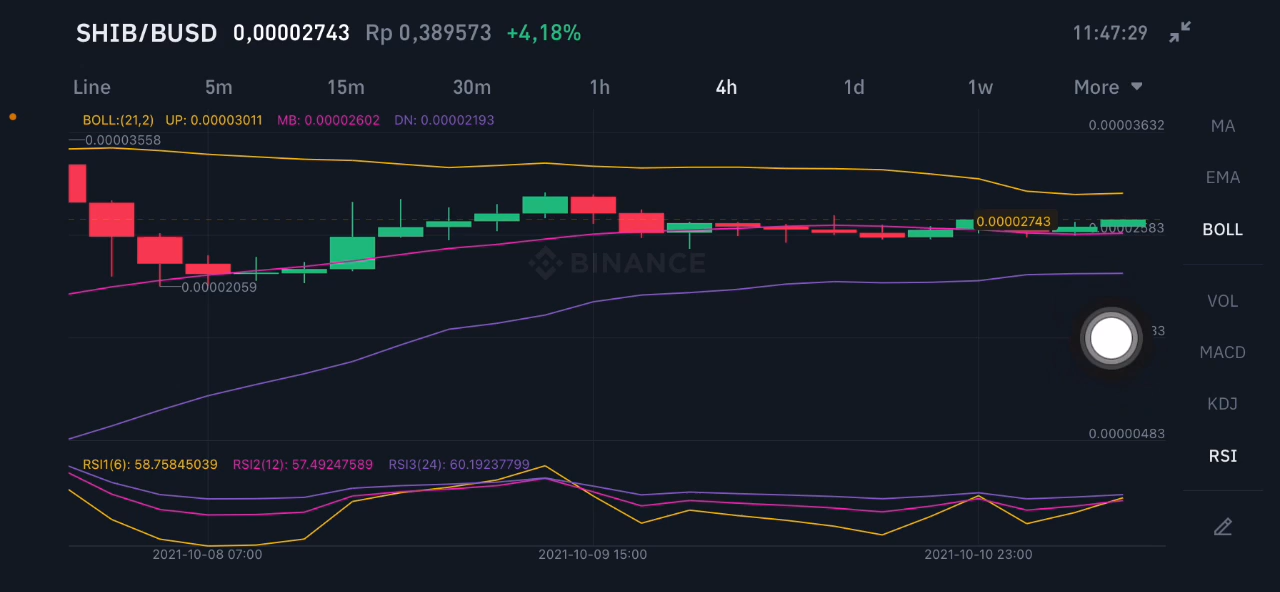 SHIB/BUSD 0,00002743 Rp 0,389573 +4,18% 11:47:29
Line 5m 15m 30m 1h 4h 1d 1w More
BOLL:(21,2) UP: 0.00003011 MB: 0.00002602 DN: 0.00002193
0.00003632
MA
0.00003558
EMA
0.00002743
BOLL
BINANCE
0.00002059
VOL
33
MACD
KDJ
0.00000483
RSI
RSI1(6): 58.75845039 RSI2(12): 57.49247589 RSI3(24): 60.19237799
2021-10-08 07:00 2021-10-09 15:00 2021-10-10 23:00